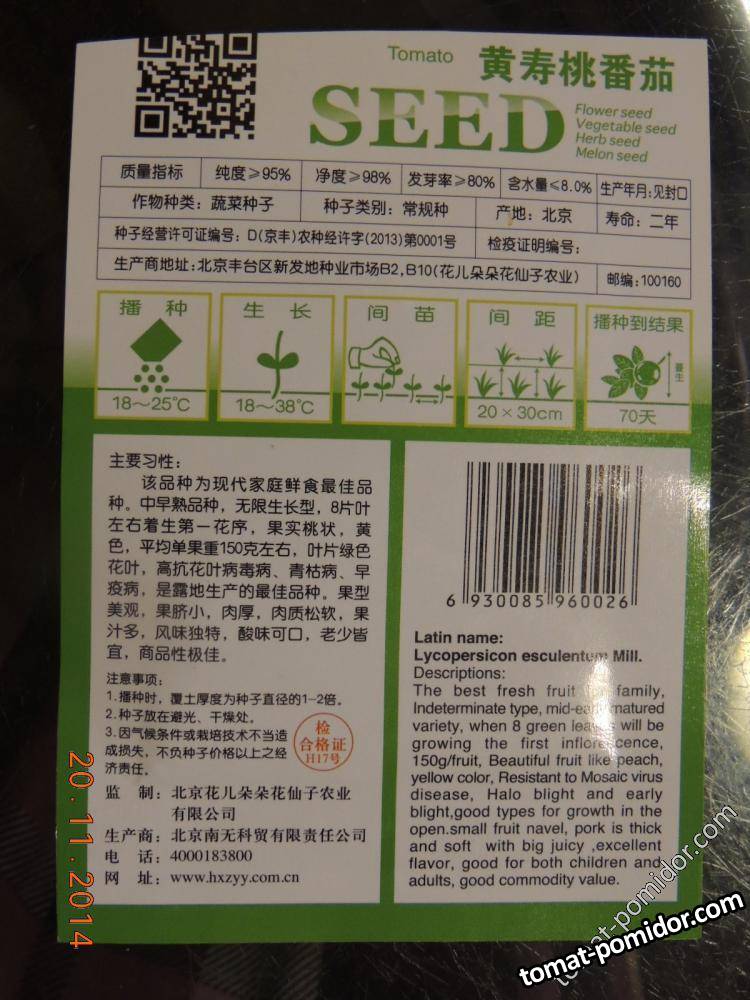 Tomato 黄寿桃番茄
SEED
Flower seed
Vegetable seed
Herb seed
Melon seed
质量指标 纯度≥95% 净度≥98% 发芽率≥80% 含水量≤8.0% 生产年月:见封口
作物种类：蔬菜种子 种子类别：常规种 产地：北京 寿命：二年
种子经营许可证编号：D(京丰)农种经许字(2013)第0001号 检疫证明编号：
生产商地址：北京丰台区新发地种业市场B2,B10(花儿朵朵花仙子农业) 邮编：100160
播种 生长 间苗 间距 播种到结果
蔓生
18～25℃ 18～38℃ 20×30cm 70天
主要习性：
该品种为现代家庭鲜食最佳品
种。中早熟品种，无限生长型，8片叶
左右着生第一花序，果实桃状，黄
色，平均单果重150克左右，叶片绿色
花叶，高抗花叶病毒病、青枯病、早
疫病，是露地生产的最佳品种。果型
美观，果脐小，肉厚，肉质松软，果
汁多，风味独特，酸味可口，老少皆
宜，商品性极佳。
注意事项：
1.播种时，覆土厚度为种子直径的1-2倍。
2.种子放在避光、干燥处。
3.因气候条件或栽培技术不当造
成损失，不负种子价格以上之经
济责任。
检
合格证
H17号
监 制：北京花儿朵朵花仙子农业
有限公司
生产商：北京南无科贸有限责任公司
电 话：4000183800
网 址：www.hxzyy.com.cn
6 930085 960026
Latin name:
Lycopersicon esculentum Mill.
Descriptions:
The best fresh fruit for family,
Indeterminate type, mid-early matured
variety, when 8 green leaves will be
growing the first inflorescence,
150g/fruit, Beautiful fruit like peach,
yellow color, Resistant to Mosaic virus
disease, Halo blight and early
blight,good types for growth in the
open.small fruit navel, pork is thick
and soft with big juicy ,excellent
flavor, good for both children and
adults, good commodity value.
20.11.2014
tomat-pomidor.com
tomat-pomidor.com